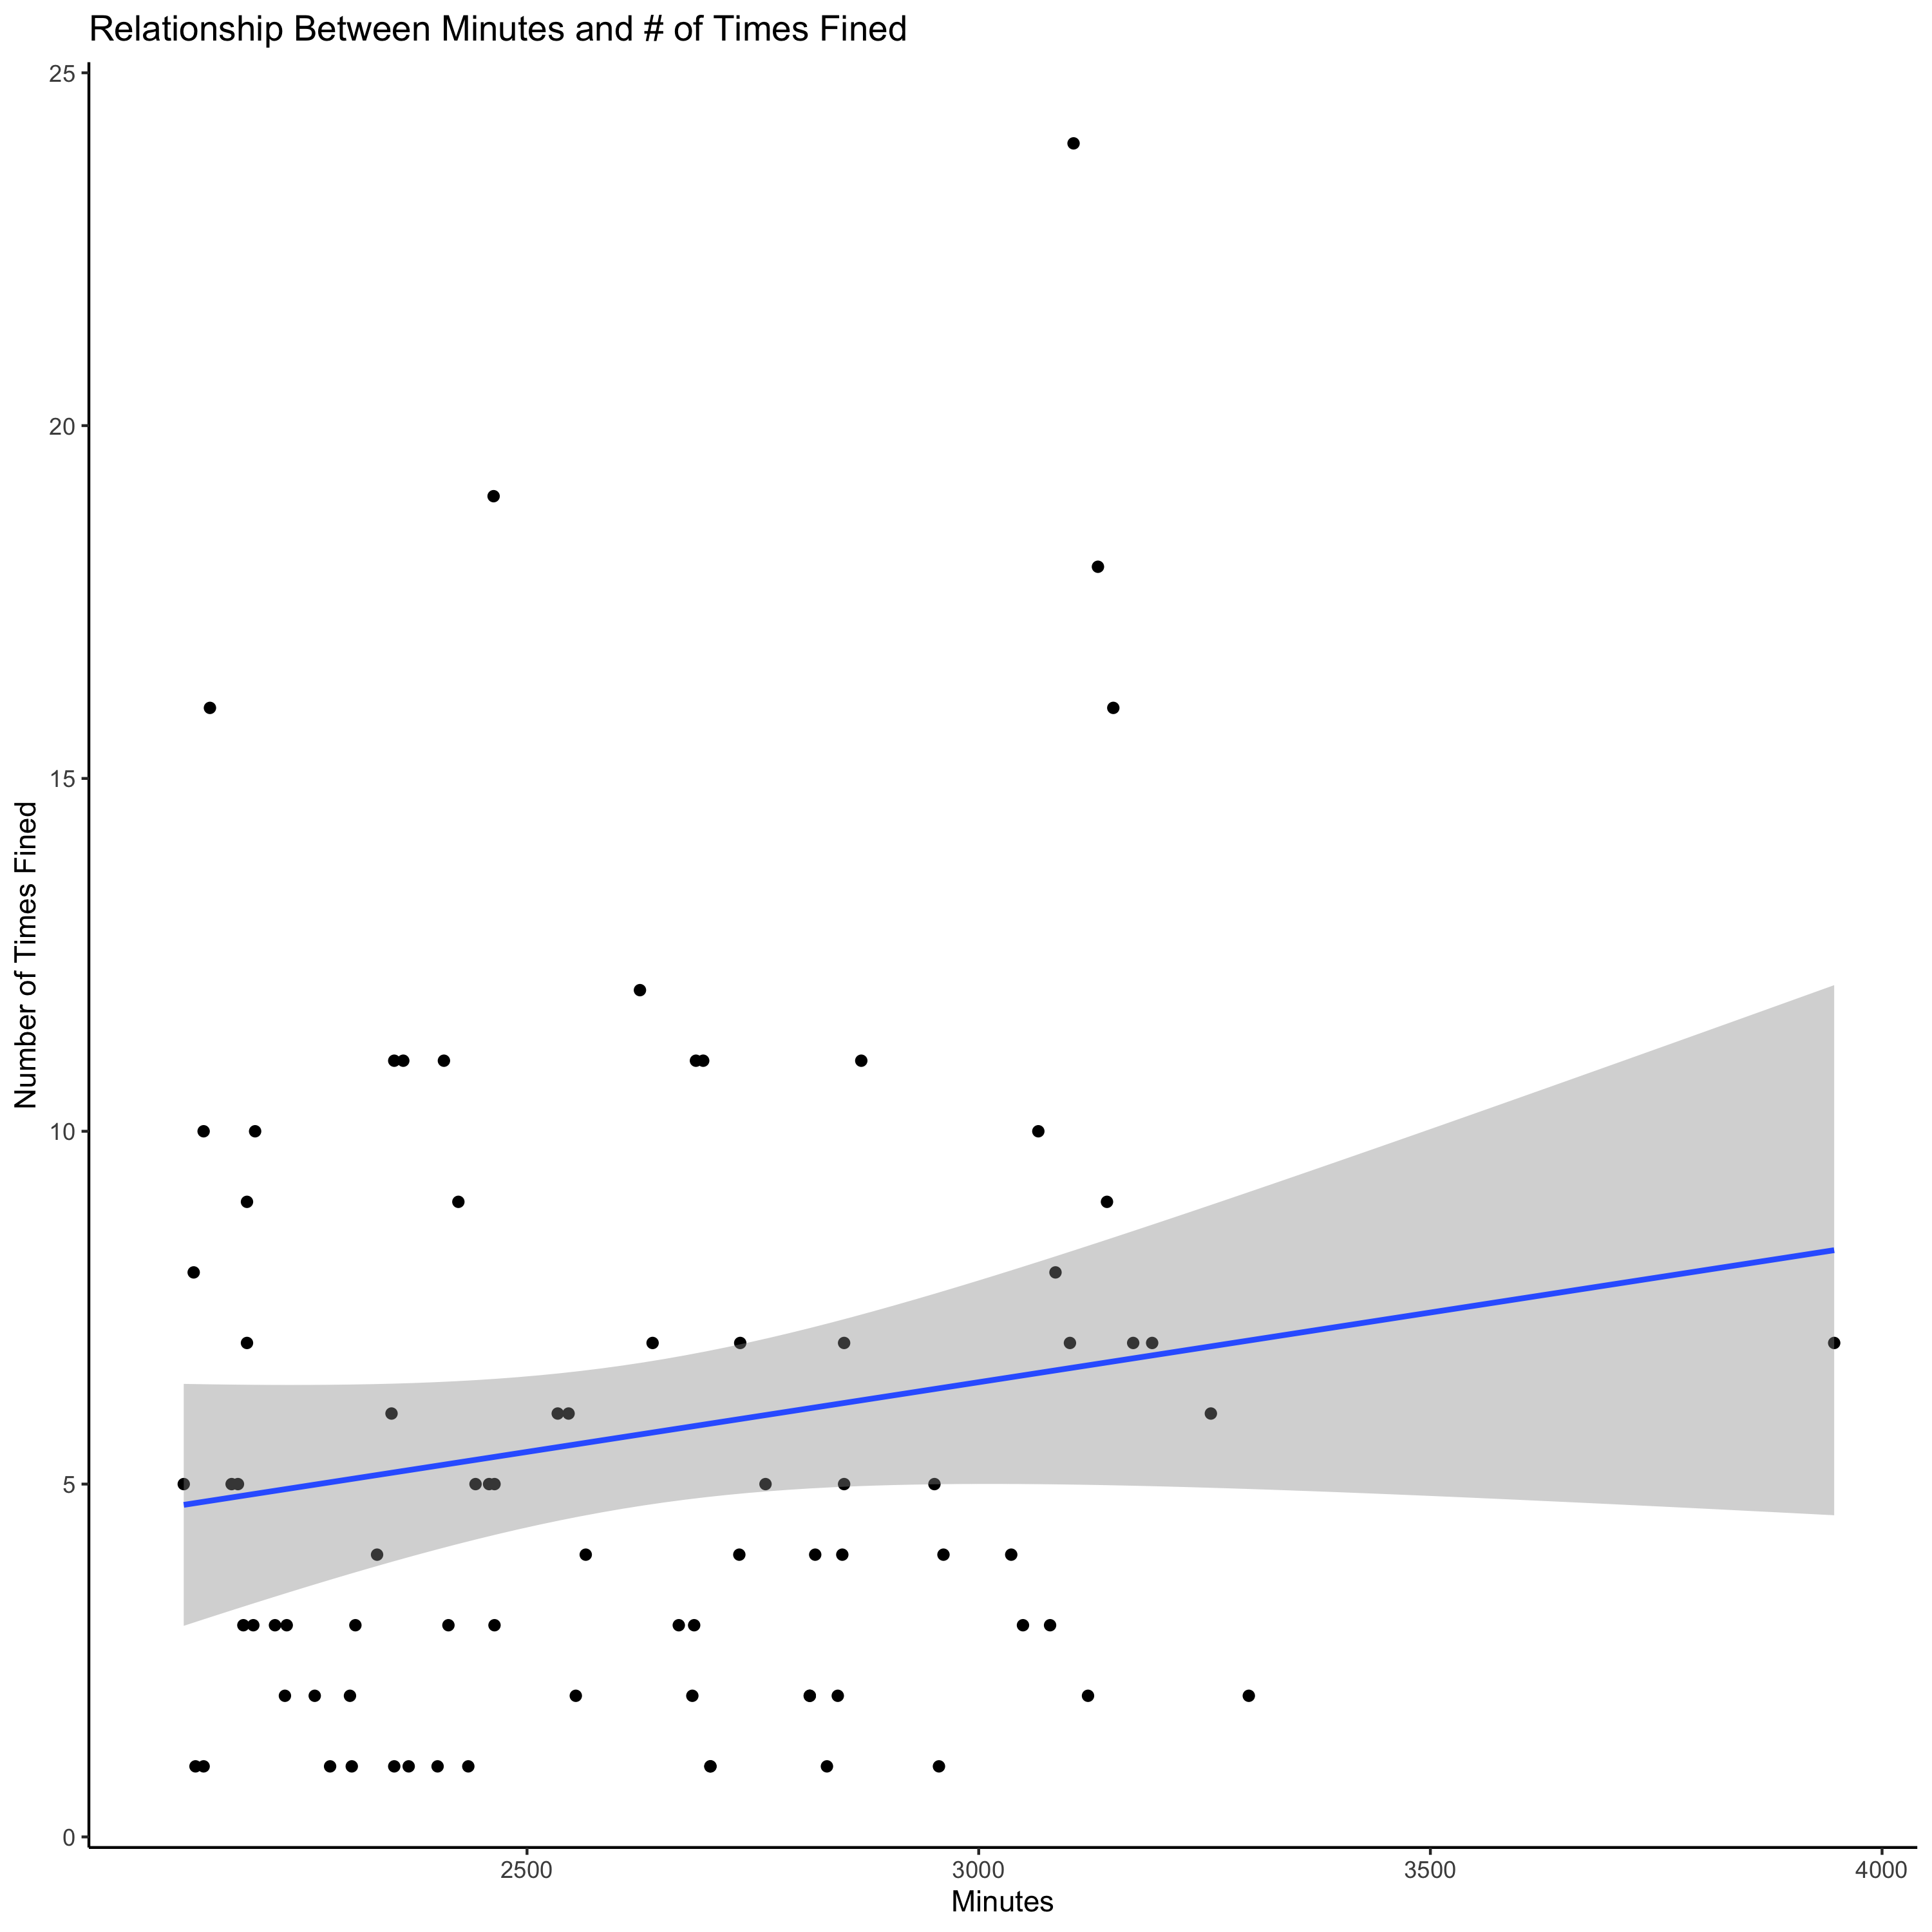 Relationship Between Minutes and # of Times Fined
25
20
15
10
5
0
Number of Times Fined
2500 3000 3500 4000
Minutes